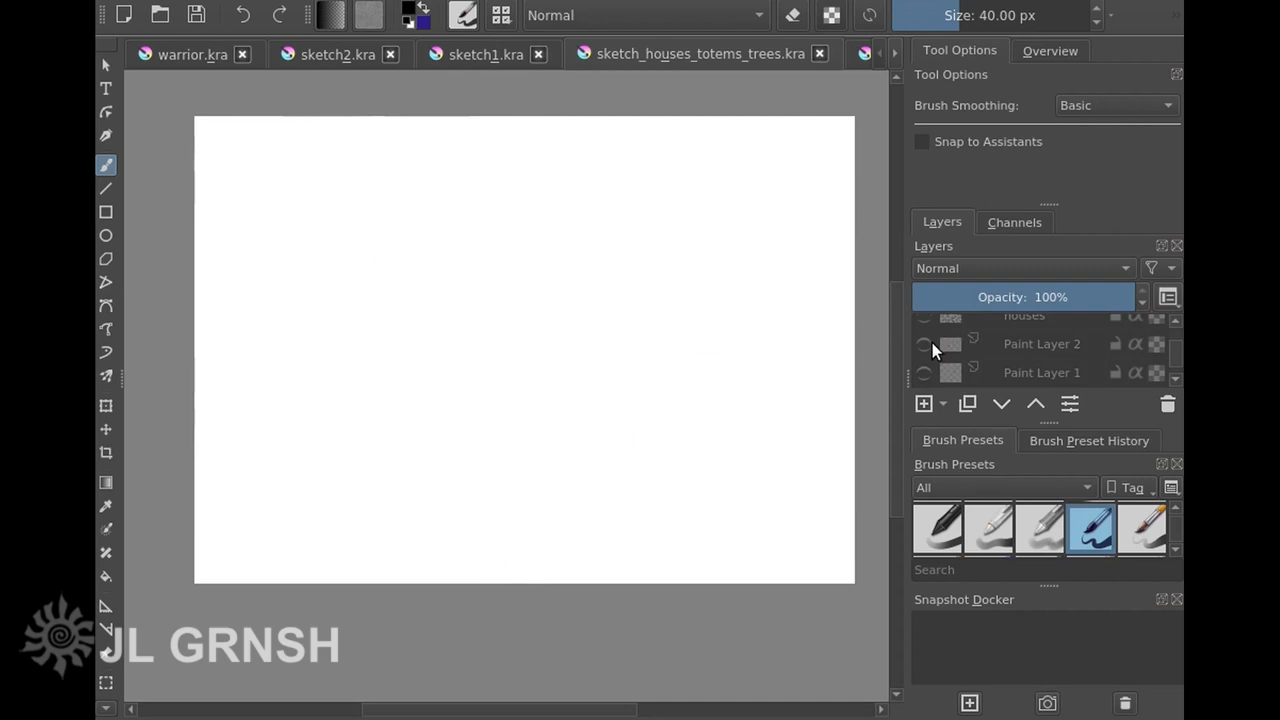 Normal
Size: 40.00 px
warrior.kra
sketch2.kra
sketch1.kra
sketch_houses_totems_trees.kra
Tool Options
Overview
Tool Options
Brush Smoothing:
Basic
Snap to Assistants
Layers
Channels
Layers
Normal
Opacity: 100%
houses
Paint Layer 2
Paint Layer 1
Brush Presets
Brush Preset History
Brush Presets
All
Tag
Search
Snapshot Docker
JL GRNSH